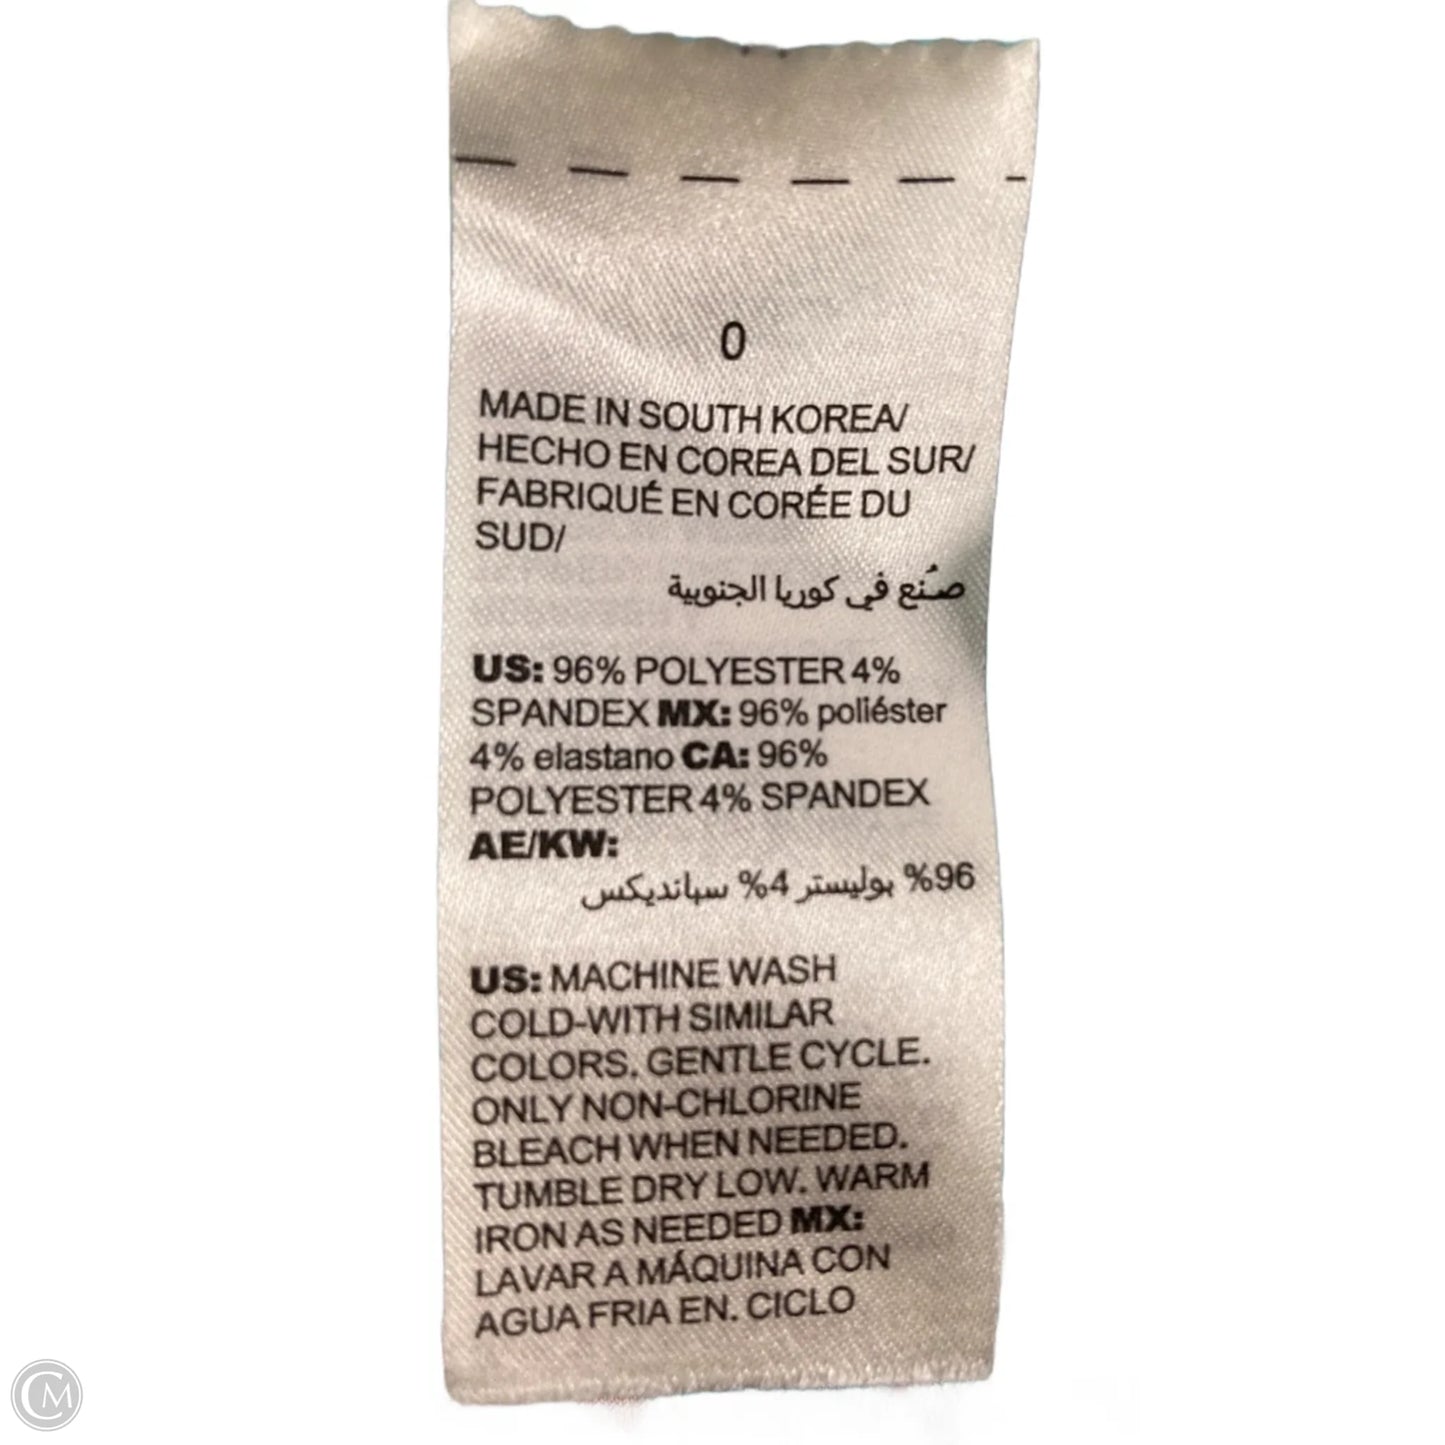 0
MADE IN SOUTH KOREA/
HECHO EN COREA DEL SUR/
FABRIQUÉ EN CORÉE DU
SUD/
صُنع في كوريا الجنوبية
US: 96% POLYESTER 4%
SPANDEX MX: 96% poliéster
4% elastano CA: 96%
POLYESTER 4% SPANDEX
AE/KW:
96% بوليستر 4% سبانديكس
US: MACHINE WASH
COLD-WITH SIMILAR
COLORS. GENTLE CYCLE.
ONLY NON-CHLORINE
BLEACH WHEN NEEDED.
TUMBLE DRY LOW. WARM
IRON AS NEEDED MX:
LAVAR A MÁQUINA CON
AGUA FRIA EN. CICLO
CM